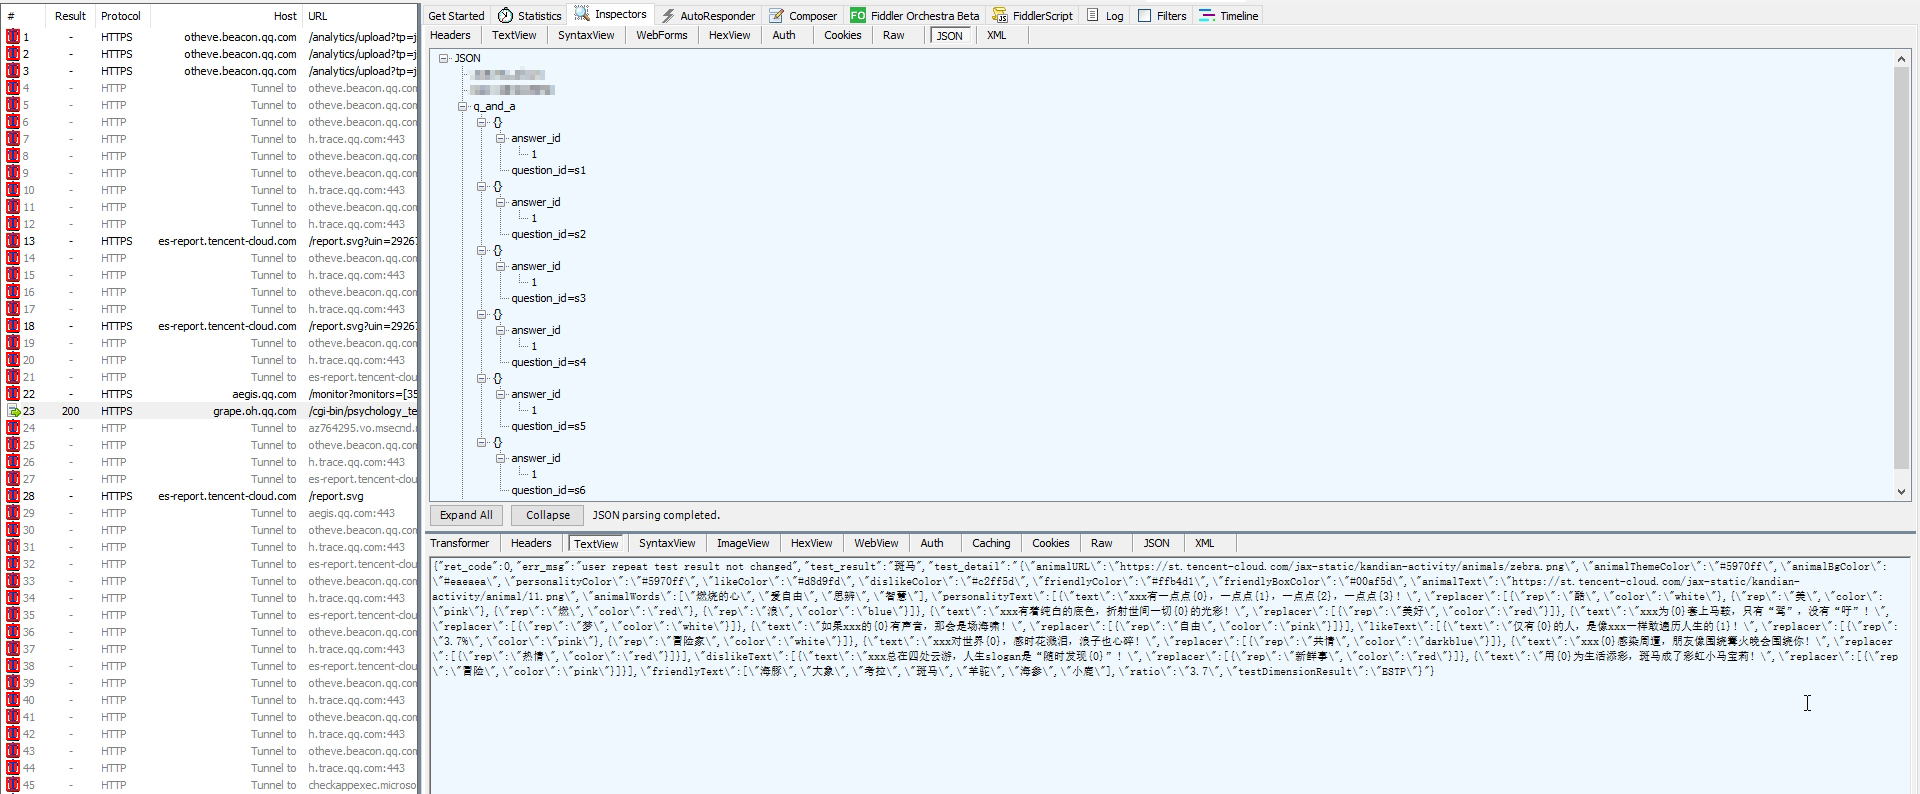 # Result Protocol Host URL
1 - HTTPS otheve.beacon.qq.com /analytics/upload?tp=j
2 - HTTPS otheve.beacon.qq.com /analytics/upload?tp=j
3 - HTTPS otheve.beacon.qq.com /analytics/upload?tp=j
4 - HTTP Tunnel to otheve.beacon.qq.com
5 - HTTP Tunnel to otheve.beacon.qq.com
6 - HTTP Tunnel to otheve.beacon.qq.com
7 - HTTP Tunnel to h.trace.qq.com:443
8 - HTTP Tunnel to otheve.beacon.qq.com
9 - HTTP Tunnel to otheve.beacon.qq.com
10 - HTTP Tunnel to h.trace.qq.com:443
11 - HTTP Tunnel to otheve.beacon.qq.com
12 - HTTP Tunnel to h.trace.qq.com:443
13 - HTTPS es-report.tencent-cloud.com /report.svg?uin=2926
14 - HTTP Tunnel to otheve.beacon.qq.com
15 - HTTP Tunnel to h.trace.qq.com:443
16 - HTTP Tunnel to otheve.beacon.qq.com
17 - HTTP Tunnel to h.trace.qq.com:443
18 - HTTPS es-report.tencent-cloud.com /report.svg?uin=2926
19 - HTTP Tunnel to otheve.beacon.qq.com
20 - HTTP Tunnel to h.trace.qq.com:443
21 - HTTP Tunnel to es-report.tencent-clou
22 - HTTPS aegis.qq.com /monitor?monitors=[35
23 200 HTTPS grape.oh.qq.com /cgi-bin/psychology_te
24 - HTTP Tunnel to az764295.vo.msecnd.
25 - HTTP Tunnel to otheve.beacon.qq.com
26 - HTTP Tunnel to h.trace.qq.com:443
27 - HTTP Tunnel to es-report.tencent-clou
28 - HTTPS es-report.tencent-cloud.com /report.svg
29 - HTTP Tunnel to aegis.qq.com:443
30 - HTTP Tunnel to otheve.beacon.qq.com
31 - HTTP Tunnel to h.trace.qq.com:443
32 - HTTP Tunnel to es-report.tencent-clou
33 - HTTP Tunnel to otheve.beacon.qq.com
34 - HTTP Tunnel to h.trace.qq.com:443
35 - HTTP Tunnel to otheve.beacon.qq.com
36 - HTTP Tunnel to otheve.beacon.qq.com
37 - HTTP Tunnel to h.trace.qq.com:443
38 - HTTP Tunnel to es-report.tencent-clou
39 - HTTP Tunnel to otheve.beacon.qq.com
40 - HTTP Tunnel to h.trace.qq.com:443
41 - HTTP Tunnel to otheve.beacon.qq.com
42 - HTTP Tunnel to h.trace.qq.com:443
43 - HTTP Tunnel to otheve.beacon.qq.com
44 - HTTP Tunnel to h.trace.qq.com:443
45 - HTTP Tunnel to checkappexec.microso
Get Started Statistics Inspectors AutoResponder Composer FO Fiddler Orchestra Beta FiddlerScript Log Filters Timeline
Headers TextView SyntaxView WebForms HexView Auth Cookies Raw JSON XML
JSON
q_and_a
{}
answer_id
1
question_id=s1
{}
answer_id
1
question_id=s2
{}
answer_id
1
question_id=s3
{}
answer_id
1
question_id=s4
{}
answer_id
1
question_id=s5
{}
answer_id
1
question_id=s6
Expand All Collapse JSON parsing completed.
Transformer Headers TextView SyntaxView ImageView HexView WebView Auth Caching Cookies Raw JSON XML
{"ret_code":0,"err_msg":"user repeat test result not changed","test_result":"斑马","test_detail":"{\"animalURL\":\"https://st.tencent-cloud.com/jax-static/kandian-activity/animals/zebra.png\",\"animalThemeColor\":\"#5970ff\",\"animalBgColor\":
\"#eaeaea\",\"personalityColor\":\"#5970ff\",\"likeColor\":\"#d8d9fd\",\"dislikeColor\":\"#c2ff5d\",\"friendlyColor\":\"#ffb4d1\",\"friendlyBoxColor\":\"#00af5d\",\"animalText\":\"https://st.tencent-cloud.com/jax-static/kandian-
activity/animal/11.png\",\"animalWords\":[\"燃烧的心\",\"爱自由\",\"思辨\",\"智慧\"],\"personalityText\":[{\"text\":\"xxx有一点点{0}，一点点{1}，一点点{2}，一点点{3}！\",\"replacer\":[{\"rep\":\"酷\",\"color\":\"white\"},{\"rep\":\"美\",\"color\":
\"pink\"},{\"rep\":\"燃\",\"color\":\"red\"},{\"rep\":\"浪\",\"color\":\"blue\"}]},{\"text\":\"xxx有着纯白的底色，折射世间一切{0}的光彩！\",\"replacer\":[{\"rep\":\"美好\",\"color\":\"red\"}]},{\"text\":\"xxx为{0}套上马鞍，只有“驾”，没有“吁”！\",
\"replacer\":[{\"rep\":\"梦\",\"color\":\"white\"}]},{\"text\":\"如果xxx的{0}有声音，那会是场海啸！\",\"replacer\":[{\"rep\":\"自由\",\"color\":\"pink\"}]}],\"likeText\":[{\"text\":\"仅有{0}的人，是像xxx一样敢遍历人生的{1}！\",\"replacer\":[{\"rep\":
\"3.7%\",\"color\":\"pink\"},{\"rep\":\"冒险家\",\"color\":\"white\"}]},{\"text\":\"xxx对世界{0}，感时花溅泪，浪子也心碎！\",\"replacer\":[{\"rep\":\"共情\",\"color\":\"darkblue\"}]},{\"text\":\"xxx{0}感染周遭，朋友像围绕篝火晚会围绕你！\",\"replacer
\":[{\"rep\":\"热情\",\"color\":\"red\"}]}],\"dislikeText\":[{\"text\":\"xxx总在四处云游，人生slogan是“随时发现{0}”！\",\"replacer\":[{\"rep\":\"新鲜事\",\"color\":\"red\"}]},{\"text\":\"用{0}为生活添彩，斑马成了彩虹小马宝莉！\",\"replacer\":[{\"rep
\":\"冒险\",\"color\":\"pink\"}]}],\"friendlyText\":[\"海豚\",\"大象\",\"考拉\",\"斑马\",\"羊驼\",\"海参\",\"小鹿\"],\"ratio\":\"3.7\",\"testDimensionResult\":\"ESTP\"}"}